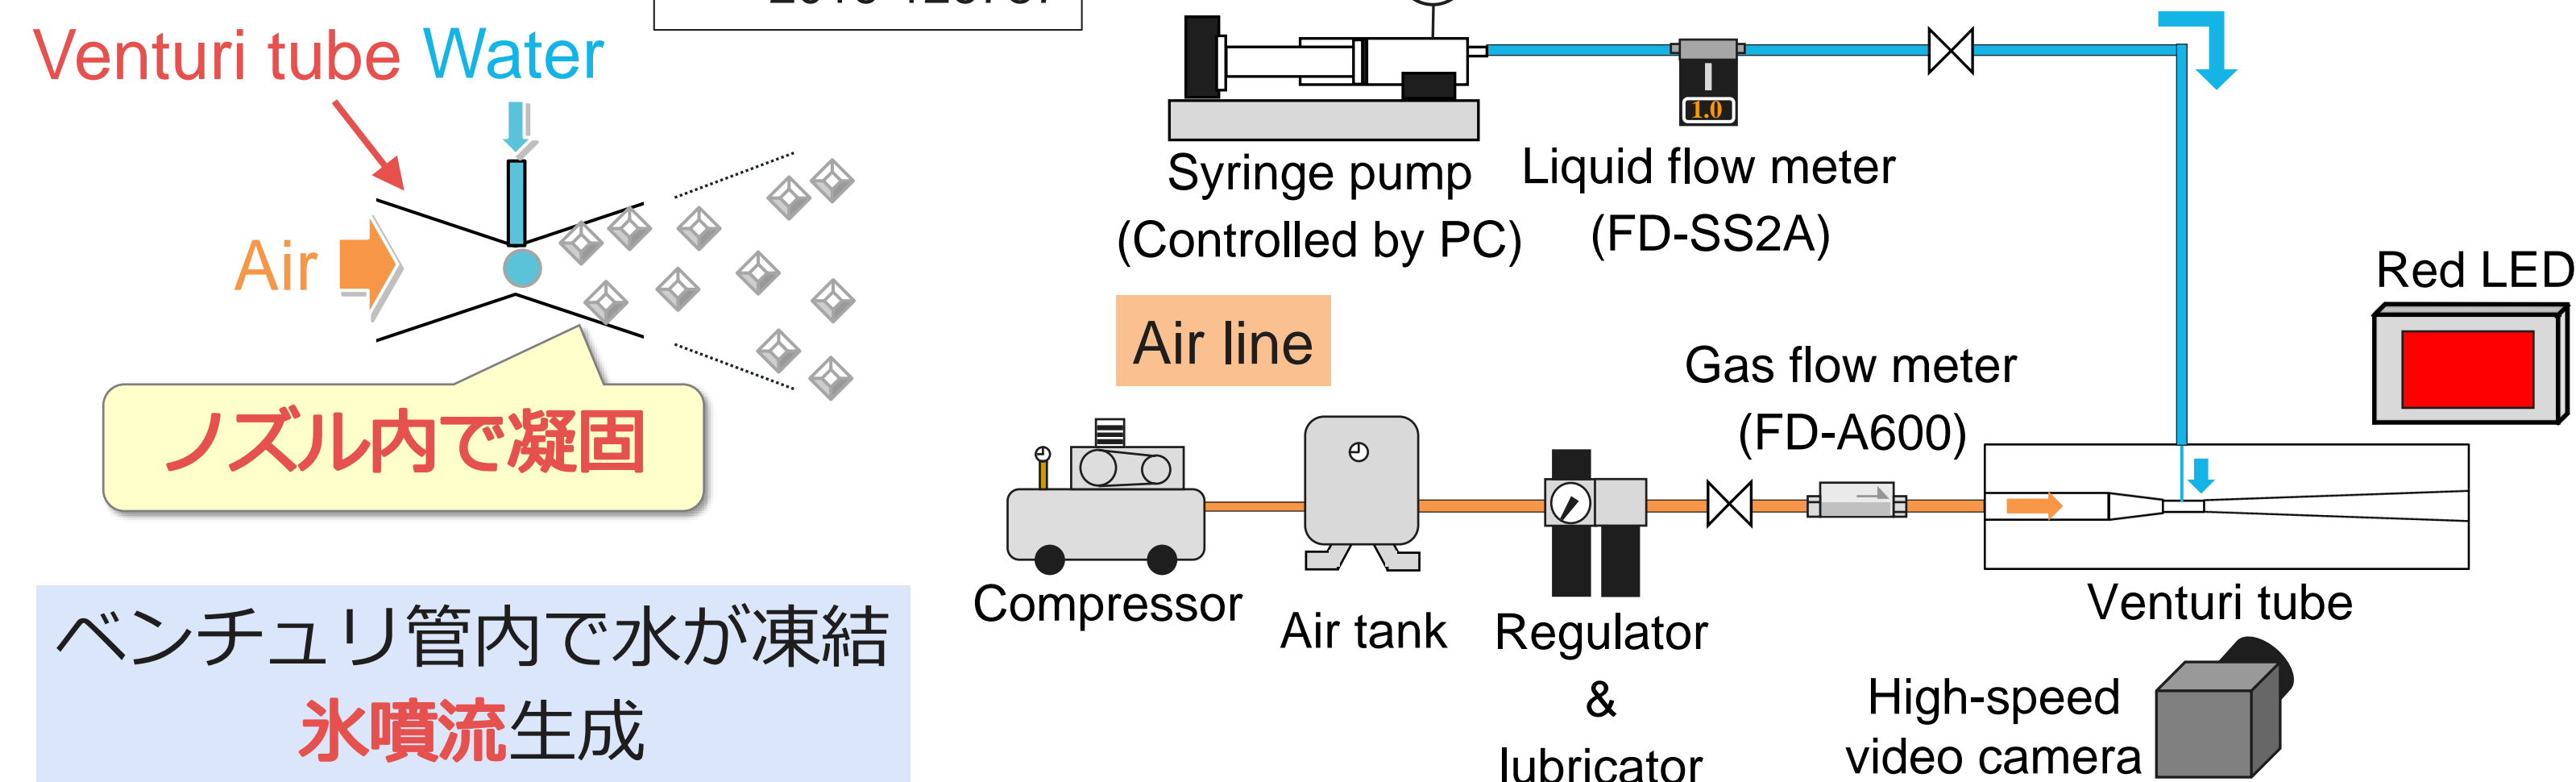 Venturi tube Water
Air
ノズル内で凝固
ベンチュリ管内で水が凍結
氷噴流生成
1.0
Syringe pump
(Controlled by PC)
Liquid flow meter
(FD-SS2A)
Red LED
Air line
Gas flow meter
(FD-A600)
Compressor
Air tank
Regulator
&
lubricator
Venturi tube
High-speed
video camera